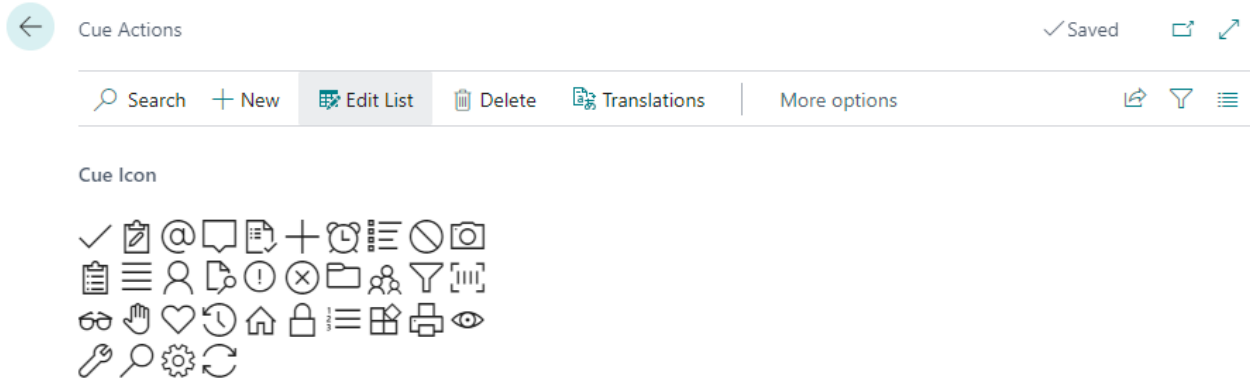 Cue Actions
Saved
Search New Edit List Delete Translations More options
Cue Icon